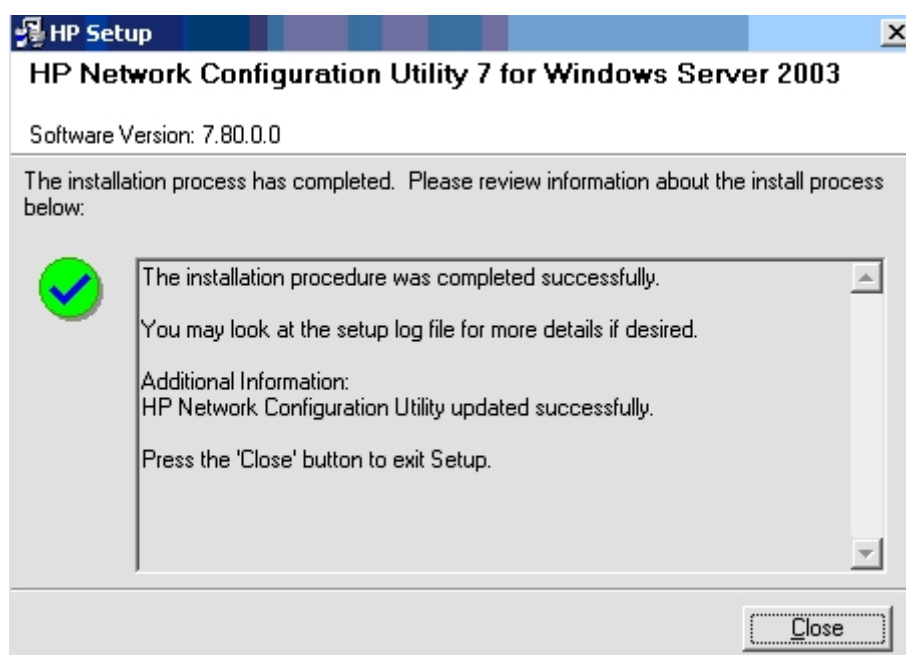 HP Setup
HP Network Configuration Utility 7 for Windows Server 2003
Software Version: 7.80.0.0
The installation process has completed.  Please review information about the install process
below:
The installation procedure was completed successfully.
You may look at the setup log file for more details if desired.
Additional Information:
HP Network Configuration Utility updated successfully.
Press the 'Close' button to exit Setup.
Close